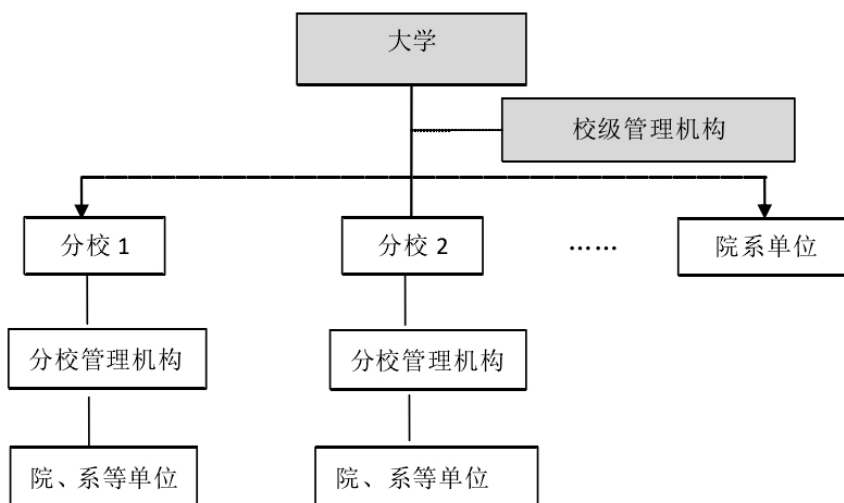 大学
校级管理机构
分校 1
分校 2
……
院系单位
分校管理机构
分校管理机构
院、系等单位
院、系等单位